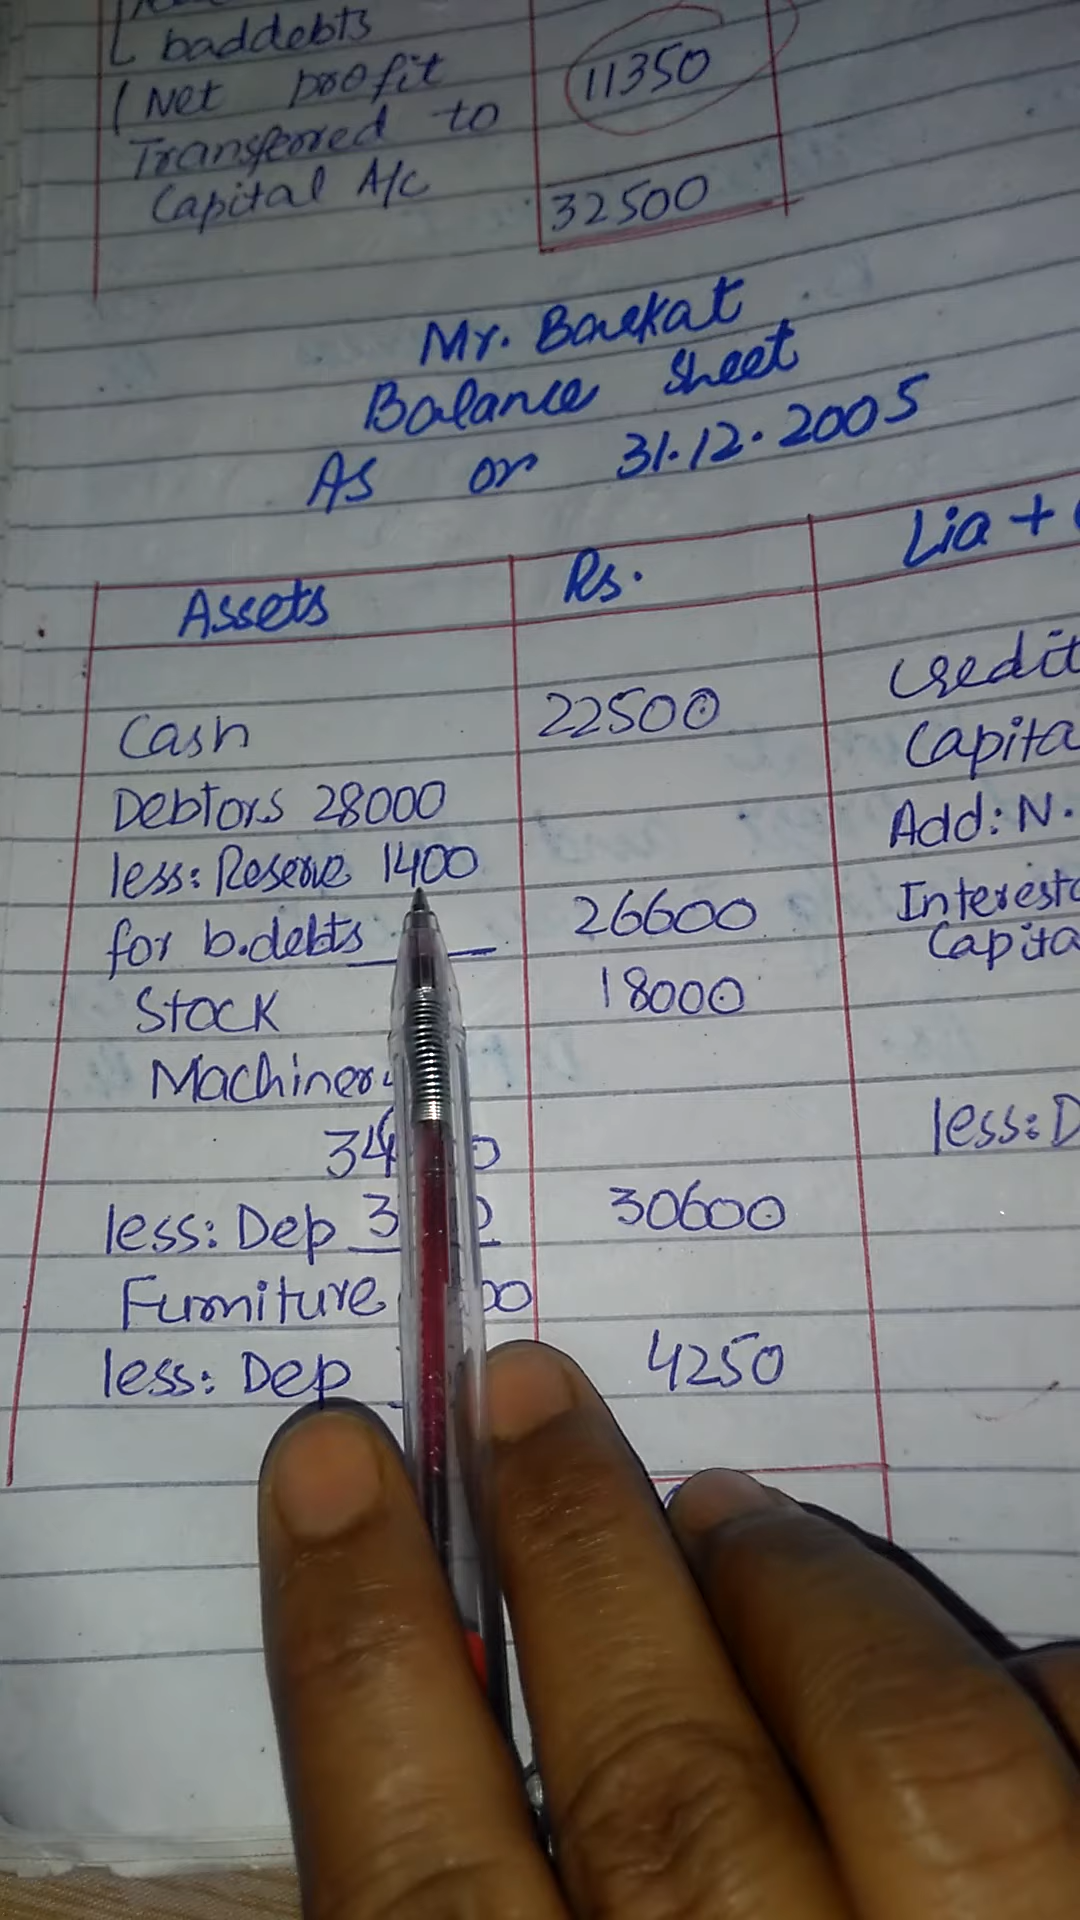 baddebts
Net profit 11350
Transferred to
Capital A/c
32500
Mr. Barkat
Balance Sheet
As on 31.12.2005
Assets Rs. Lia +
Cash 22500 Credit
Capita
Debtors 28000 Add: N.
less: Reserve 1400 Interest
for b.debts 26600 Capita
Stock 18000
Machinery
less: D
less: Dep 30600
Furniture
less: Dep 4250